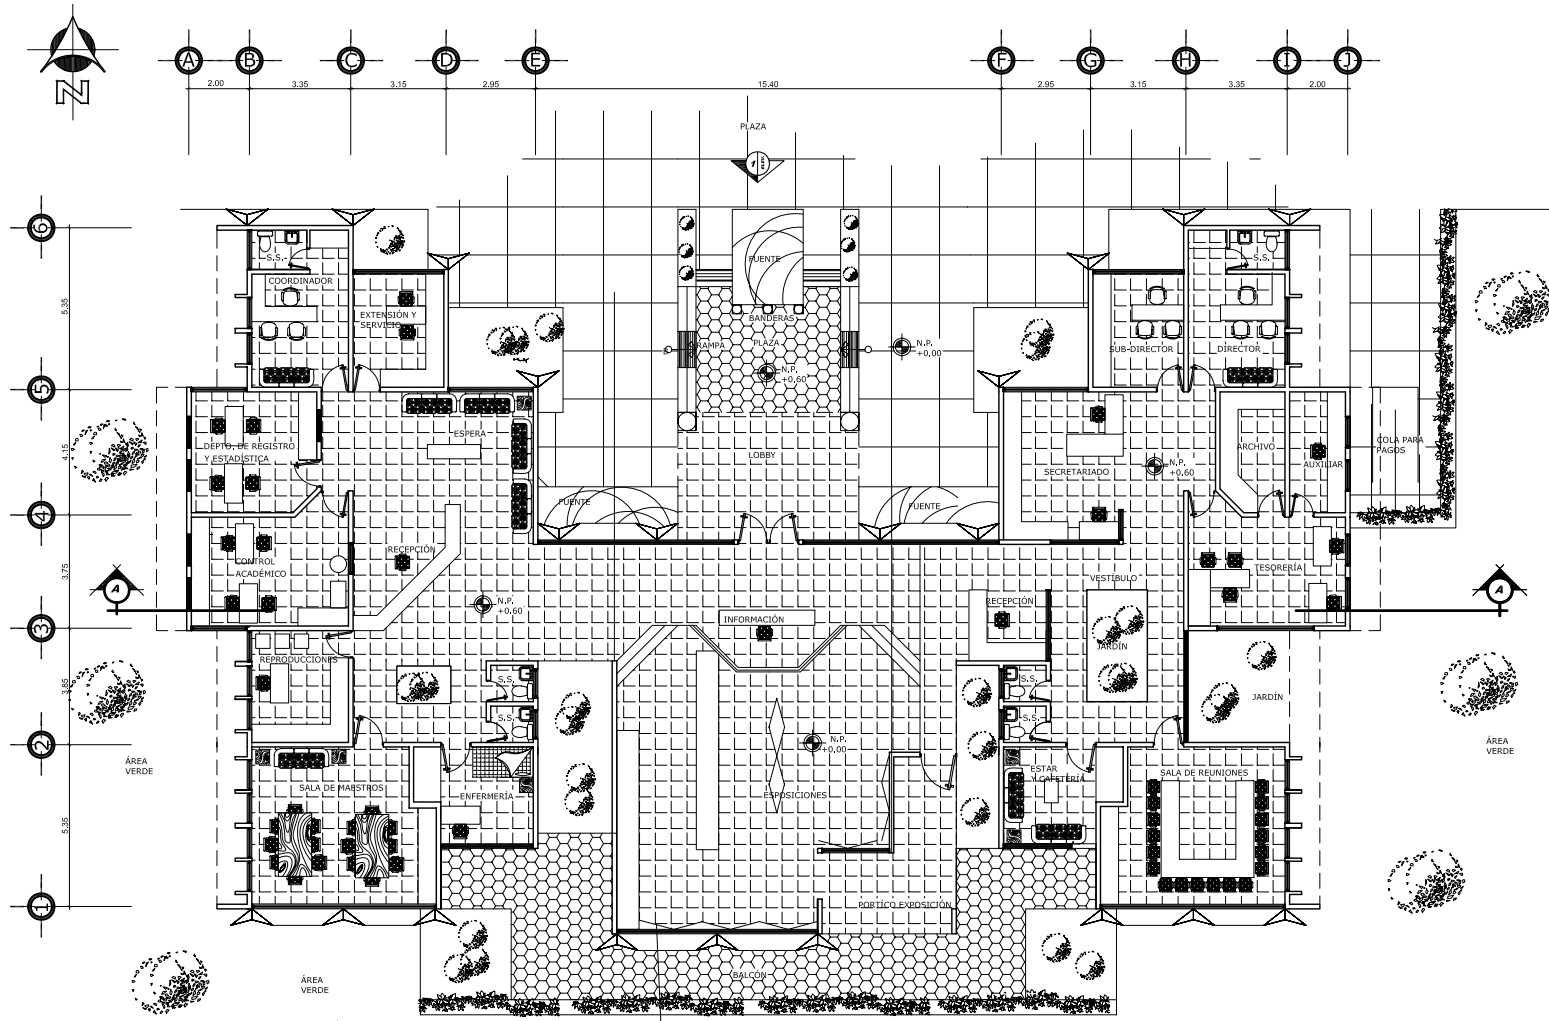 N
A B C D E F G H I J
2.00 3.35 3.15 2.95 15.40 2.95 3.15 3.35 2.00
PLAZA
1
6
5.35
S.S.
COORDINADOR
EXTENSIÓN Y
SERVICIO
FUENTE
BANDERAS
RAMPA
PLAZA
N.P.
+0.60
N.P.
+0,00
SUB-DIRECTOR
DIRECTOR
S.S.
5
4.15
DEPTO. DE REGISTRO
Y ESTADÍSTICA
ESPERA
LOBBY
SECRETARIADO
N.P.
+0.60
ARCHIVO
AUXILIAR
COLA PARA
PAGOS
FUENTE
FUENTE
4
3.75
CONTROL
ACADÉMICO
RECEPCIÓN
VESTÍBULO
TESORERÍA
A
A
N.P.
+0.60
INFORMACIÓN
RECEPCIÓN
3
3.85
REPRODUCCIONES
S.S.
S.S.
JARDÍN
S.S.
S.S.
JARDÍN
2
N.P.
+0.00
ÁREA
VERDE
ÁREA
VERDE
5.35
SALA DE MAESTROS
ENFERMERÍA
ESPOSICIONES
ESTAR
Y CAFETERÍA
SALA DE REUNIONES
1
PORTÍCO EXPOSICIÓN
BALCÓN
ÁREA
VERDE